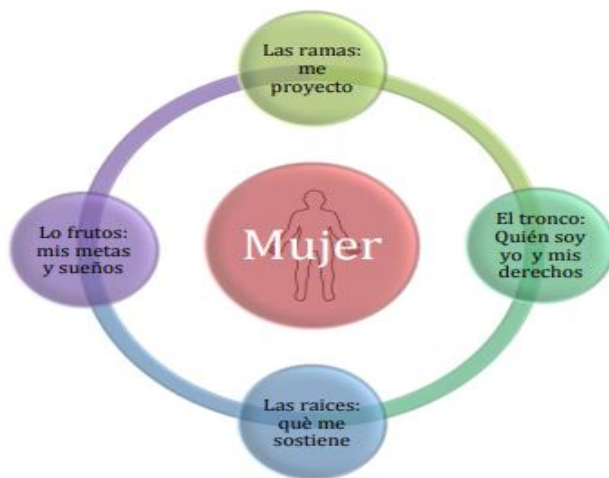 Las ramas:
me
proyecto
Lo frutos:
mis metas
y sueños
Mujer
El tronco:
Quién soy
yo y mis
derechos
Las raices:
què me
sostiene